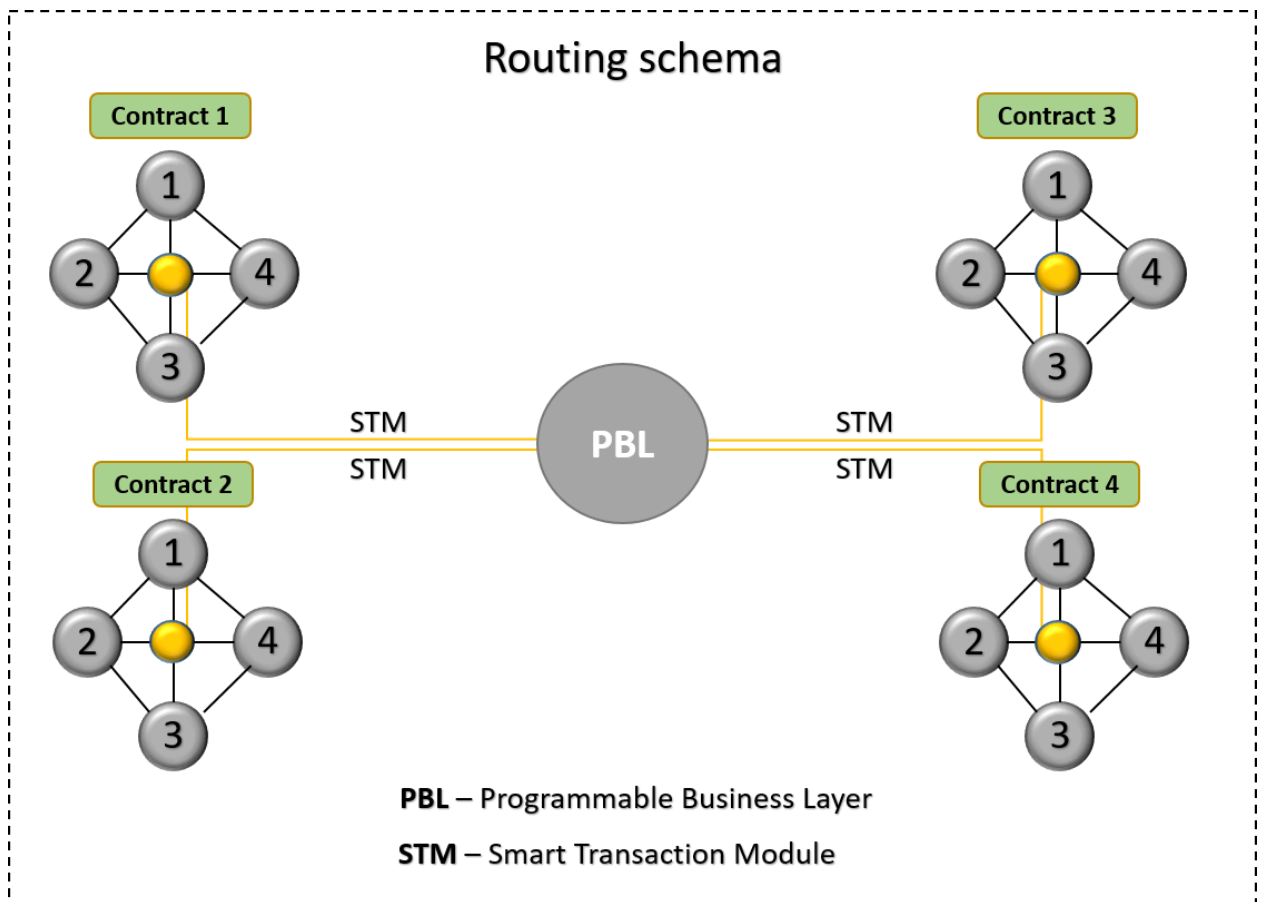 Routing schema
Contract 1
1
2
4
3
Contract 3
1
2
4
3
STM
STM
PBL
STM
STM
Contract 2
1
2
4
3
Contract 4
1
2
4
3
PBL – Programmable Business Layer
STM – Smart Transaction Module